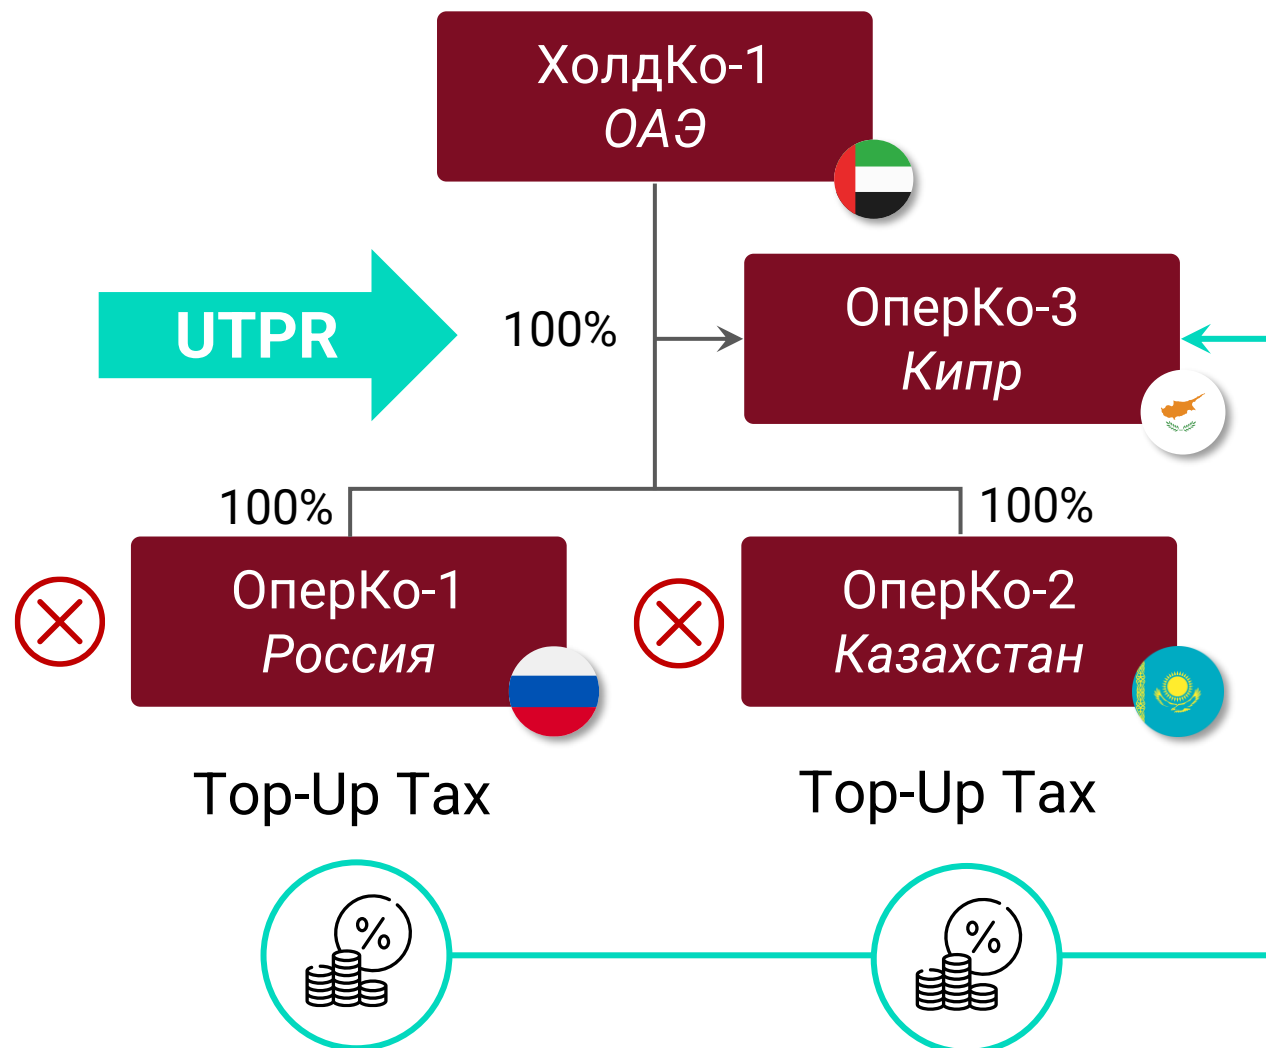 ХолдКо-1
ОАЭ
UTPR
100%
ОперКо-3
Кипр
100%
100%
ОперКо-1
Россия
ОперКо-2
Казахстан
Top-Up Tax
Top-Up Tax
%
%